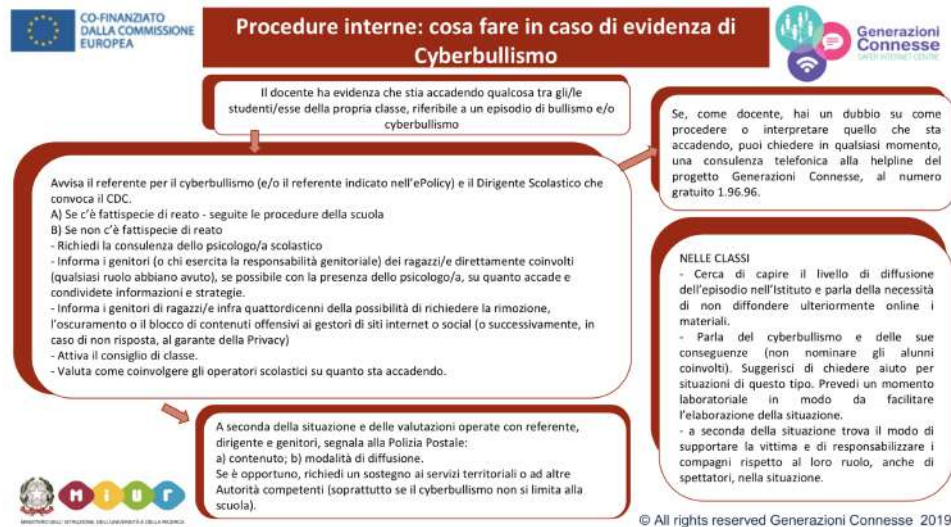 CO-FINANZIATO
DALLA COMMISSIONE
EUROPEA
Procedure interne: cosa fare in caso di evidenza di
Cyberbullismo
Generazioni
Connesse
SAFER INTERNET CENTRE
Il docente ha evidenza che stia accadendo qualcosa tra gli/le
studenti/esse della propria classe, riferibile a un episodio di bullismo e/o
cyberbullismo
Se, come docente, hai un dubbio su come
procedere o interpretare quello che sta
accadendo, puoi chiedere in qualsiasi momento,
una consulenza telefonica alla helpline del
progetto Generazioni Connesse, al numero
gratuito 1.96.96.
Avvisa il referente per il cyberbullismo (e/o il referente indicato nell'ePolicy) e il Dirigente Scolastico che
convoca il CDC.
A) Se c'è fattispecie di reato - seguite le procedure della scuola
B) Se non c'è fattispecie di reato
- Richiedi la consulenza dello psicologo/a scolastico
- Informa i genitori (o chi esercita la responsabilità genitoriale) dei ragazzi/e direttamente coinvolti
(qualsiasi ruolo abbiano avuto), se possibile con la presenza dello psicologo/a, su quanto accade e
condividete informazioni e strategie.
- Informa i genitori di ragazzi/e infra quattordicenni della possibilità di richiedere la rimozione,
l'oscuramento o il blocco di contenuti offensivi ai gestori di siti internet o social (o successivamente, in
caso di non risposta, al garante della Privacy)
- Attiva il consiglio di classe.
- Valuta come coinvolgere gli operatori scolastici su quanto sta accadendo.
NELLE CLASSI
- Cerca di capire il livello di diffusione
dell'episodio nell'Istituto e parla della necessità
di non diffondere ulteriormente online i
materiali.
- Parla del cyberbullismo e delle sue
conseguenze (non nominare gli alunni
coinvolti). Suggerisci di chiedere aiuto per
situazioni di questo tipo. Prevedi un momento
laboratoriale in modo da facilitare
l'elaborazione della situazione.
- a seconda della situazione trova il modo di
supportare la vittima e di responsabilizzare i
compagni rispetto al loro ruolo, anche di
spettatori, nella situazione.
A seconda della situazione e delle valutazioni operate con referente,
dirigente e genitori, segnala alla Polizia Postale:
a) contenuto; b) modalità di diffusione.
Se è opportuno, richiedi un sostegno ai servizi territoriali o ad altre
Autorità competenti (soprattutto se il cyberbullismo non si limita alla
scuola).
miur
MINISTERO DELL'ISTRUZIONE, DELL'UNIVERSITÀ E DELLA RICERCA
© All rights reserved Generazioni Connesse 2019